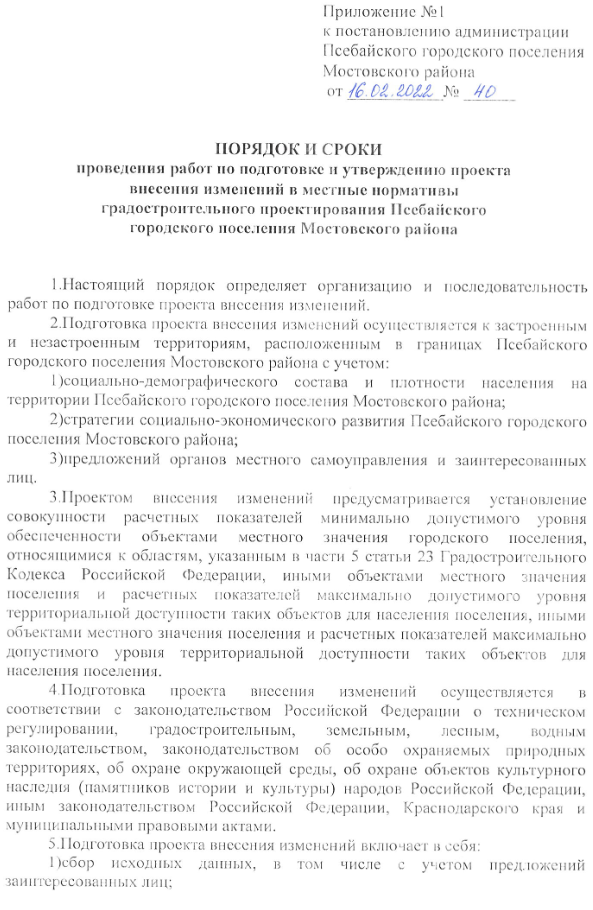 Приложение №1
к постановлению администрации
Псебайского городского поселения
Мостовского района
от 16.02.2022 № 40
ПОРЯДОК И СРОКИ
проведения работ по подготовке и утверждению проекта
внесения изменений в местные нормативы
градостроительного проектирования Псебайского
городского поселения Мостовского района
1.Настоящий порядок определяет организацию и последовательность
работ по подготовке проекта внесения изменений.
2.Подготовка проекта внесения изменений осуществляется к застроенным
и незастроенным территориям, расположенным в границах Псебайского
городского поселения Мостовского района с учетом:
1)социально-демографического состава и плотности населения на
территории Псебайского городского поселения Мостовского района;
2)стратегии социально-экономического развития Псебайского городского
поселения Мостовского района;
3)предложений органов местного самоуправления и заинтересованных
лиц.
3.Проектом внесения изменений предусматривается установление
совокупности расчетных показателей минимально допустимого уровня
обеспеченности объектами местного значения городского поселения,
относящимися к областям, указанным в части 5 статьи 23 Градостроительного
Кодекса Российской Федерации, иными объектами местного значения
поселения и расчетных показателей максимально допустимого уровня
территориальной доступности таких объектов для населения поселения, иными
объектами местного значения поселения и расчетных показателей максимально
допустимого уровня территориальной доступности таких объектов для
населения поселения.
4.Подготовка проекта внесения изменений осуществляется в
соответствии с законодательством Российской Федерации о техническом
регулировании, градостроительным, земельным, лесным, водным
законодательством, законодательством об особо охраняемых природных
территориях, об охране окружающей среды, об охране объектов культурного
наследия (памятников истории и культуры) народов Российской Федерации,
иным законодательством Российской Федерации, Краснодарского края и
муниципальными правовыми актами.
5.Подготовка проекта внесения изменений включает в себя:
1)сбор исходных данных, в том числе с учетом предложений
заинтересованных лиц;